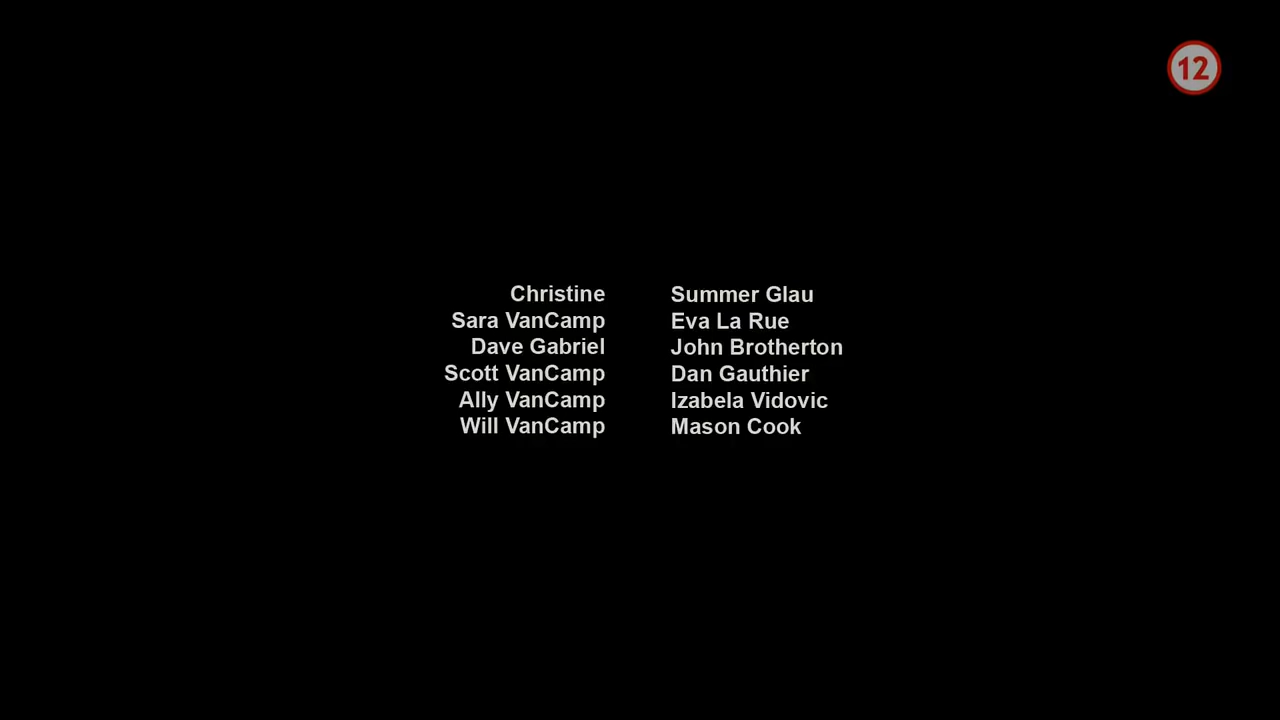 12
Christine Summer Glau
Sara VanCamp Eva La Rue
Dave Gabriel John Brotherton
Scott VanCamp Dan Gauthier
Ally VanCamp Izabela Vidovic
Will VanCamp Mason Cook